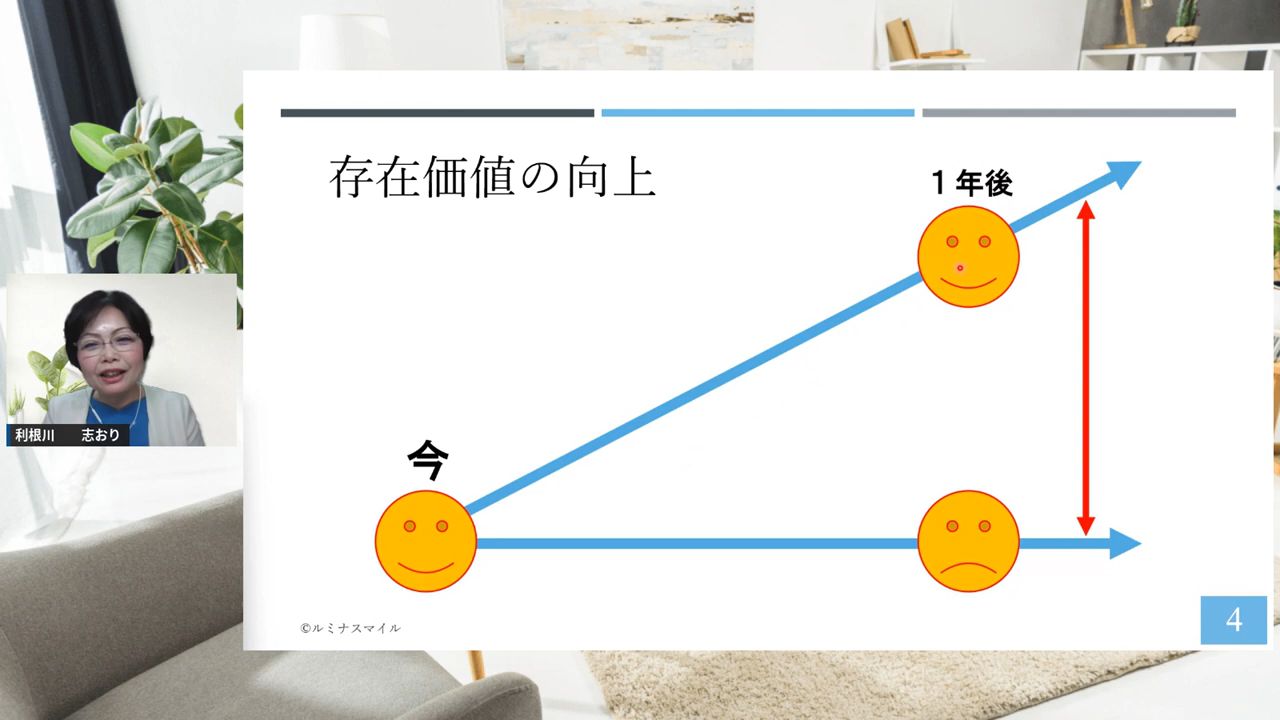 存在価値の向上
１年後
今
利根川　志おり
©ルミナスマイル
4